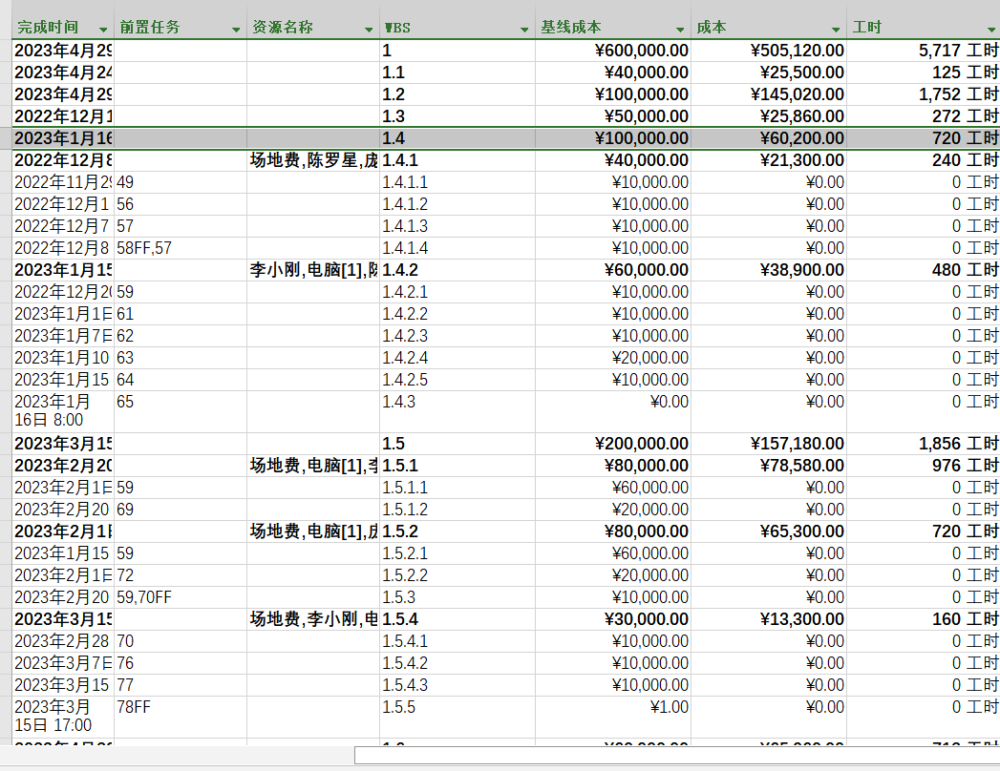 完成时间 前置任务 资源名称 WBS 基线成本 成本 工时
2023年4月29 1 ¥600,000.00 ¥505,120.00 5,717 工时
2023年4月24 1.1 ¥40,000.00 ¥25,500.00 125 工时
2023年4月29 1.2 ¥100,000.00 ¥145,020.00 1,752 工时
2022年12月1 1.3 ¥50,000.00 ¥25,860.00 272 工时
2023年1月16 1.4 ¥100,000.00 ¥60,200.00 720 工时
2022年12月8 场地费,陈罗星,庞 1.4.1 ¥40,000.00 ¥21,300.00 240 工时
2022年11月29 49 1.4.1.1 ¥10,000.00 ¥0.00 0 工时
2022年12月1 56 1.4.1.2 ¥10,000.00 ¥0.00 0 工时
2022年12月7 57 1.4.1.3 ¥10,000.00 ¥0.00 0 工时
2022年12月8 58FF,57 1.4.1.4 ¥10,000.00 ¥0.00 0 工时
2023年1月15 李小刚,电脑[1],陈 1.4.2 ¥60,000.00 ¥38,900.00 480 工时
2022年12月20 59 1.4.2.1 ¥10,000.00 ¥0.00 0 工时
2023年1月1日 61 1.4.2.2 ¥10,000.00 ¥0.00 0 工时
2023年1月7日 62 1.4.2.3 ¥10,000.00 ¥0.00 0 工时
2023年1月10 63 1.4.2.4 ¥20,000.00 ¥0.00 0 工时
2023年1月15 64 1.4.2.5 ¥10,000.00 ¥0.00 0 工时
2023年1月 65 1.4.3 ¥0.00 ¥0.00 0 工时
16日 8:00
2023年3月15 1.5 ¥200,000.00 ¥157,180.00 1,856 工时
2023年2月20 场地费,电脑[1],李 1.5.1 ¥80,000.00 ¥78,580.00 976 工时
2023年2月1日 59 1.5.1.1 ¥60,000.00 ¥0.00 0 工时
2023年2月20 69 1.5.1.2 ¥20,000.00 ¥0.00 0 工时
2023年2月1日 场地费,电脑[1],庞 1.5.2 ¥80,000.00 ¥65,300.00 720 工时
2023年1月15 59 1.5.2.1 ¥60,000.00 ¥0.00 0 工时
2023年2月1日 72 1.5.2.2 ¥20,000.00 ¥0.00 0 工时
2023年2月20 59,70FF 1.5.3 ¥10,000.00 ¥0.00 0 工时
2023年3月15 场地费,李小刚,电 1.5.4 ¥30,000.00 ¥13,300.00 160 工时
2023年2月28 70 1.5.4.1 ¥10,000.00 ¥0.00 0 工时
2023年3月7日 76 1.5.4.2 ¥10,000.00 ¥0.00 0 工时
2023年3月15 77 1.5.4.3 ¥10,000.00 ¥0.00 0 工时
2023年3月 78FF 1.5.5 ¥1.00 ¥0.00 0 工时
15日 17:00